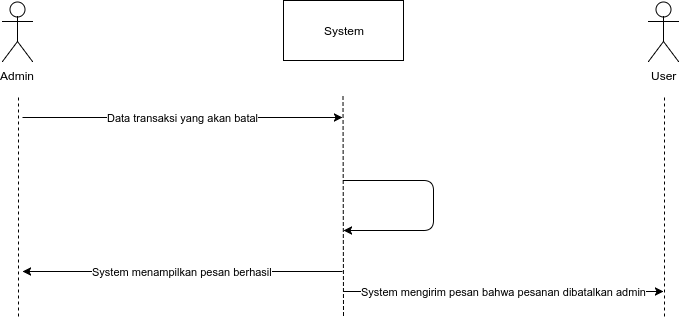 System
Admin
User
Data transaksi yang akan batal
System menampilkan pesan berhasil
System mengirim pesan bahwa pesanan dibatalkan admin